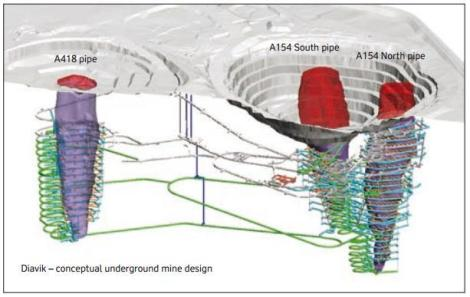 A418 pipe
A154 South pipe
A154 North pipe
Diavik – conceptual underground mine design